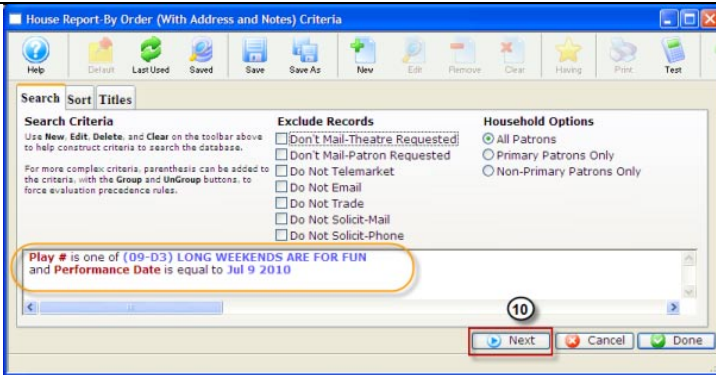 House Report-By Order (With Address and Notes) Criteria
Help Default Last Used Saved Save Save As New Edit Remove Clear Having Print Test
Search Sort Titles
Search Criteria
Use New, Edit, Delete, and Clear on the toolbar above
to help construct criteria to search the database.
For more complex criteria, parenthesis can be added to
the criteria, with the Group and UnGroup buttons, to
force evaluation precedence rules.
Exclude Records
Don't Mail-Theatre Requested
Don't Mail-Patron Requested
Do Not Telemarket
Do Not Email
Do Not Trade
Do Not Solicit-Mail
Do Not Solicit-Phone
Household Options
All Patrons
Primary Patrons Only
Non-Primary Patrons Only
Play # is one of (09-D3) LONG WEEKENDS ARE FOR FUN
and Performance Date is equal to Jul 9 2010
10
Next Cancel Done